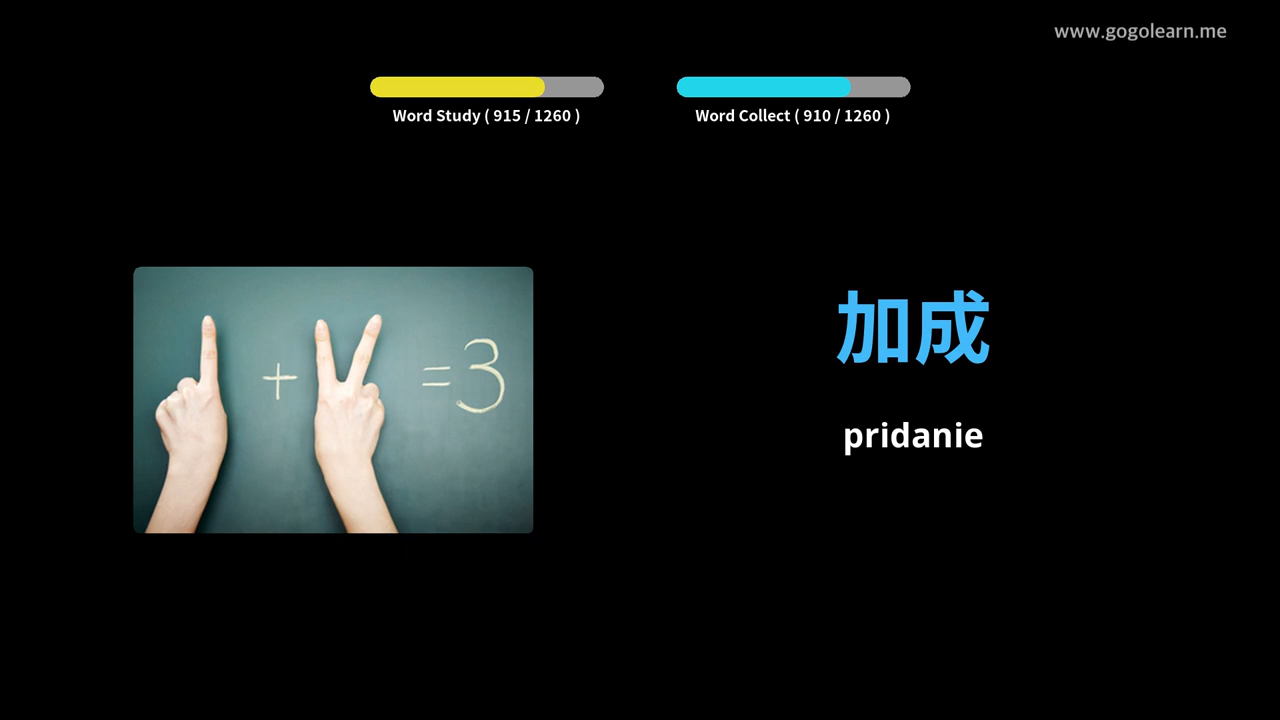 www.gogolearn.me
Word Study ( 915 / 1260 )
Word Collect ( 910 / 1260 )
+ = 3
加成
pridanie